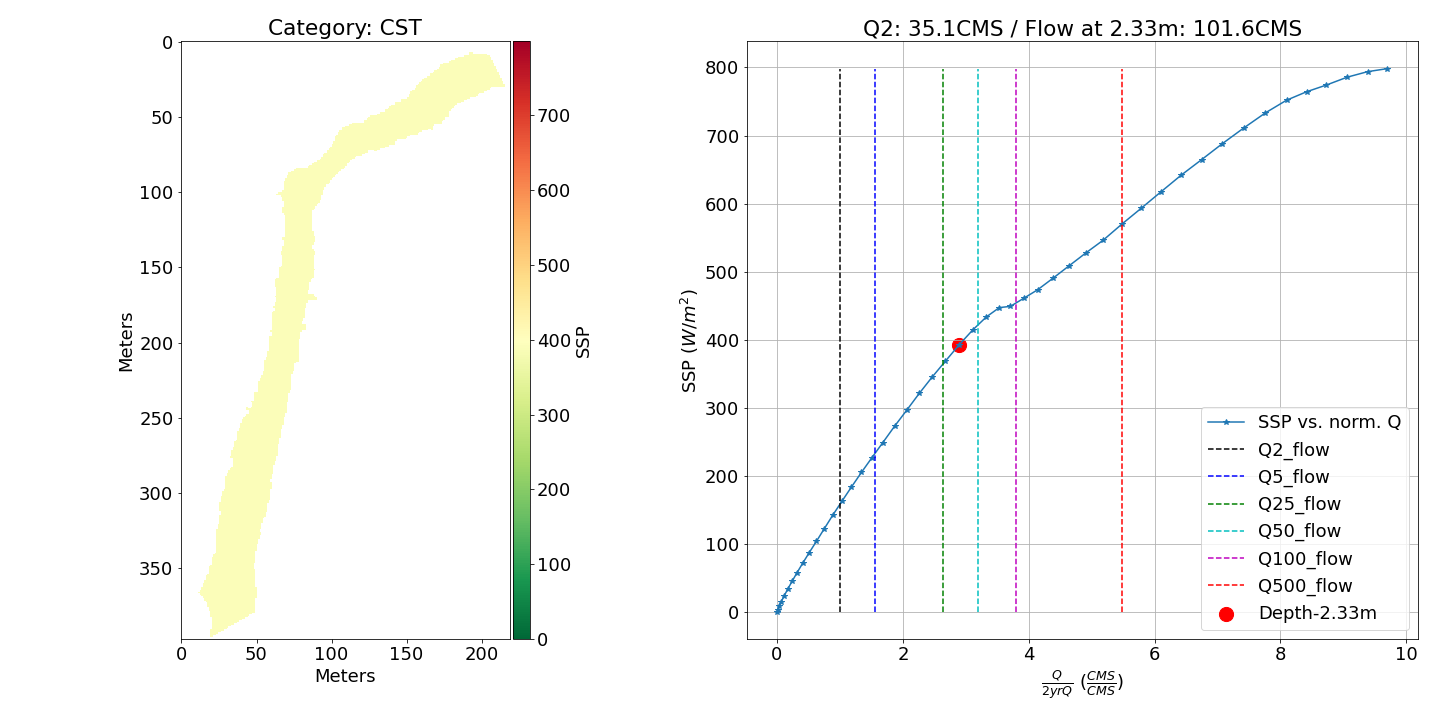 Category: CST
0
50
100
150
200
250
300
350
Meters
0 50 100 150 200
Meters
700
600
500
400
300
200
100
0
SSP
Q2: 35.1CMS / Flow at 2.33m: 101.6CMS
800
700
600
500
400
300
200
100
0
SSP (W/m²)
0 2 4 6 8 10
Q/2yrQ (CMS/CMS)
SSP vs. norm. Q
Q2_flow
Q5_flow
Q25_flow
Q50_flow
Q100_flow
Q500_flow
Depth-2.33m